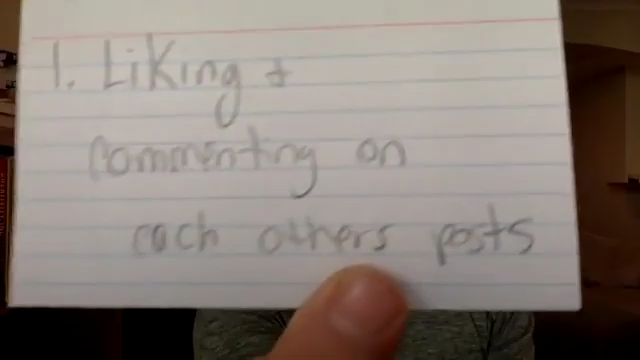 1. Liking +
commenting on
each others posts